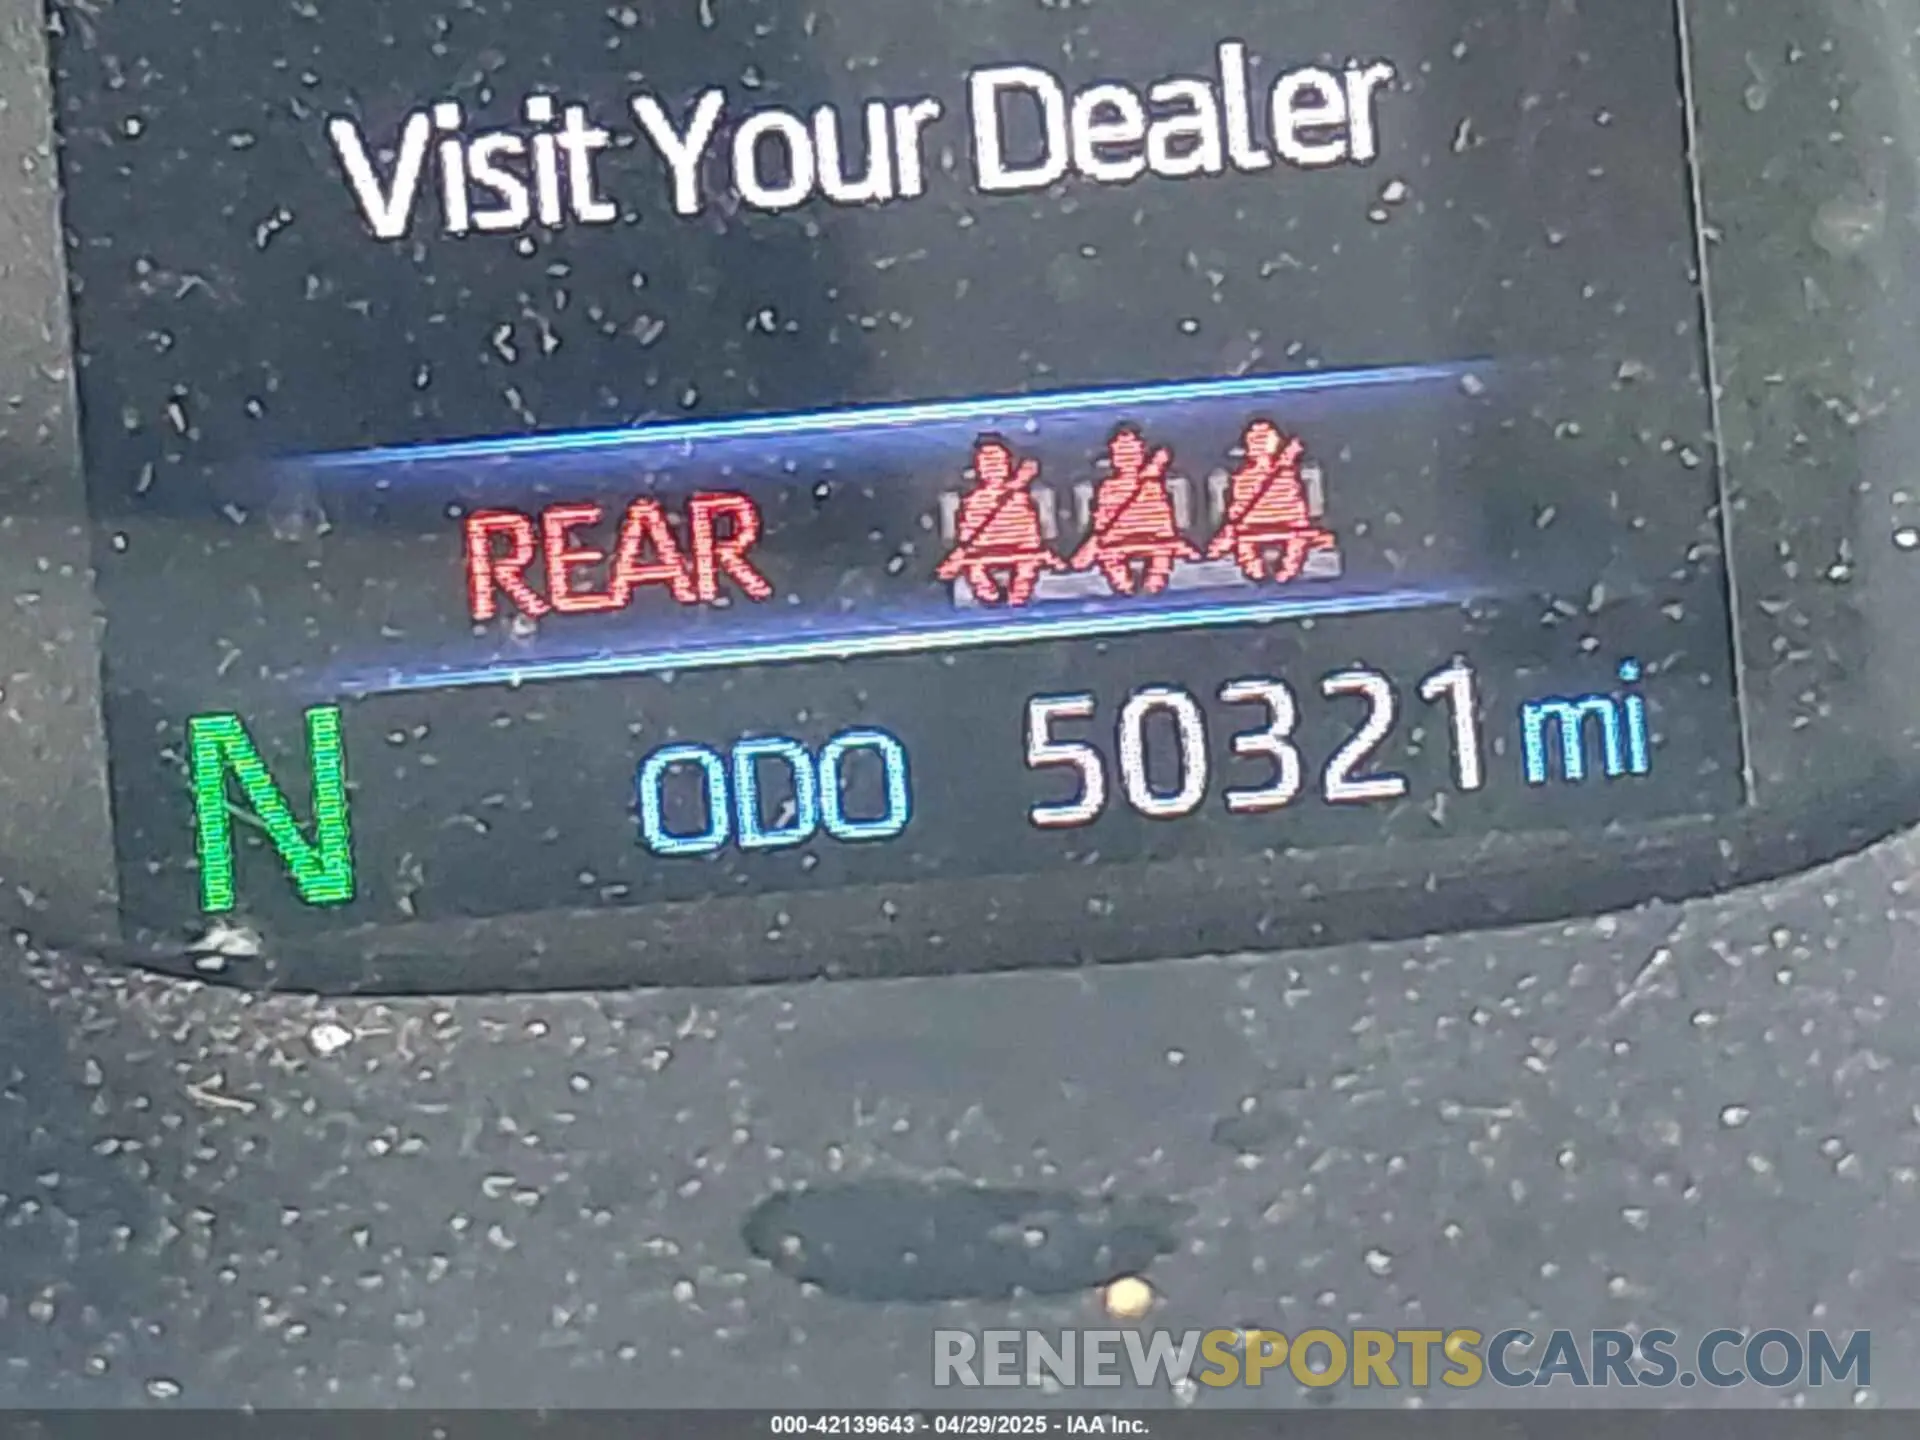 Visit Your Dealer
REAR
N ODO 50321 mi
RENEWSPORTSCARS.COM
000-42139643 - 04/29/2025 - IAA Inc.